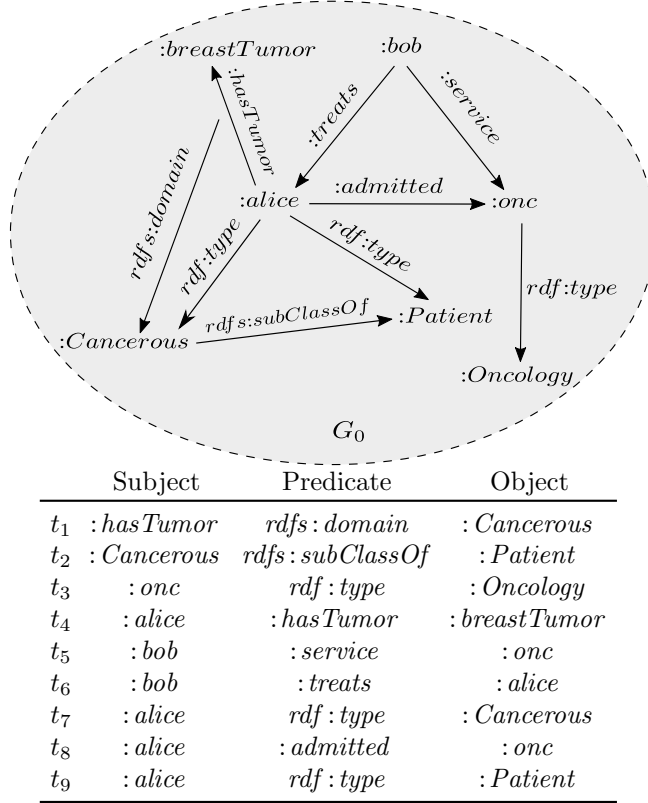 :breastTumor :bob
:hasTumor
:treats
:service
rdfs:domain
:alice :admitted :onc
rdf:type
rdf:type
rdf:type
rdfs:subClassOf
:Cancerous :Patient
:Oncology
G₀
Subject Predicate Object
t₁ :hasTumor rdfs:domain :Cancerous
t₂ :Cancerous rdfs:subClassOf :Patient
t₃ :onc rdf:type :Oncology
t₄ :alice :hasTumor :breastTumor
t₅ :bob :service :onc
t₆ :bob :treats :alice
t₇ :alice rdf:type :Cancerous
t₈ :alice :admitted :onc
t₉ :alice rdf:type :Patient